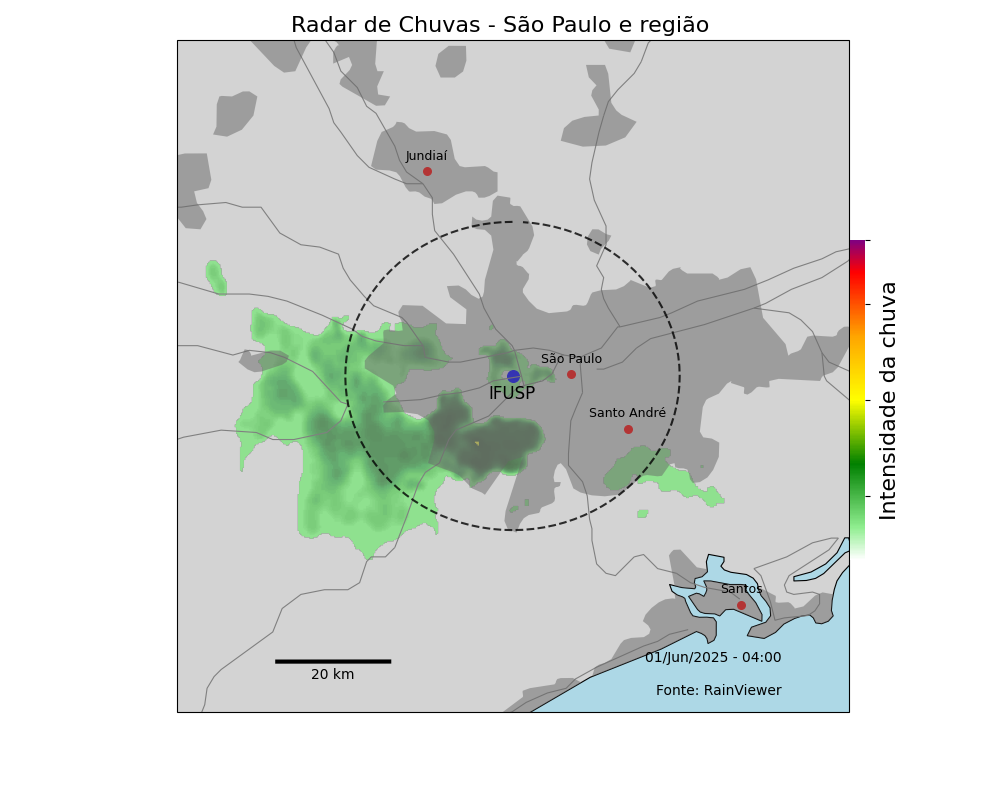 Radar de Chuvas - São Paulo e região
Jundiaí
São Paulo
IFUSP
Santo André
Intensidade da chuva
Santos
01/Jun/2025 - 04:00
20 km
Fonte: RainViewer